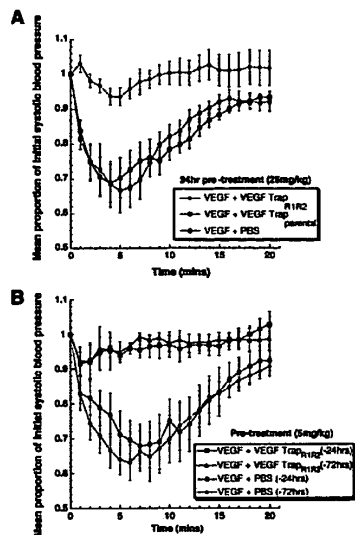 A
Mean proportion of initial systolic blood pressure
1.1
1
0.9
0.8
0.7
0.6
0.5
24hr pre-treatment (25mg/kg)
VEGF + VEGF Trap R1R2
VEGF + VEGF Trap parental
VEGF + PBS
0 5 10 15 20
Time (mins)
B
Mean proportion of initial systolic blood pressure
1.1
1.0
0.9
0.8
0.7
0.6
0.5
Pre-treatment (5mg/kg)
VEGF + VEGF TrapR1R2(-24hrs)
VEGF + VEGF TrapR1R2(-72hrs)
VEGF + PBS (-24hrs)
VEGF + PBS (-72hrs)
0 5 10 15 20
Time (mins)